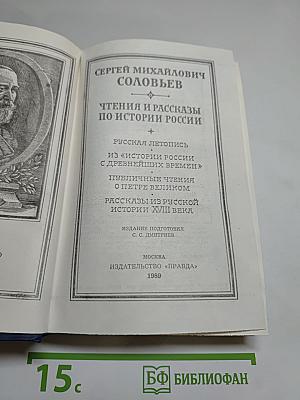 СЕРГЕЙ МИХАЙЛОВИЧ
СОЛОВЬЕВ
ЧТЕНИЯ И РАССКАЗЫ
ПО ИСТОРИИ РОССИИ
РУССКАЯ ЛЕТОПИСЬ
ИЗ «ИСТОРИИ РОССИИ
С ДРЕВНЕЙШИХ ВРЕМЕН»
ПУБЛИЧНЫЕ ЧТЕНИЯ
О ПЕТРЕ ВЕЛИКОМ
РАССКАЗЫ ИЗ РУССКОЙ
ИСТОРИИ XVIII ВЕКА
ИЗДАНИЕ ПОДГОТОВИЛ
С. С. ДМИТРИЕВ
МОСКВА
ИЗДАТЕЛЬСТВО «ПРАВДА»
1989
15 с
БФ БИБЛИОФАН